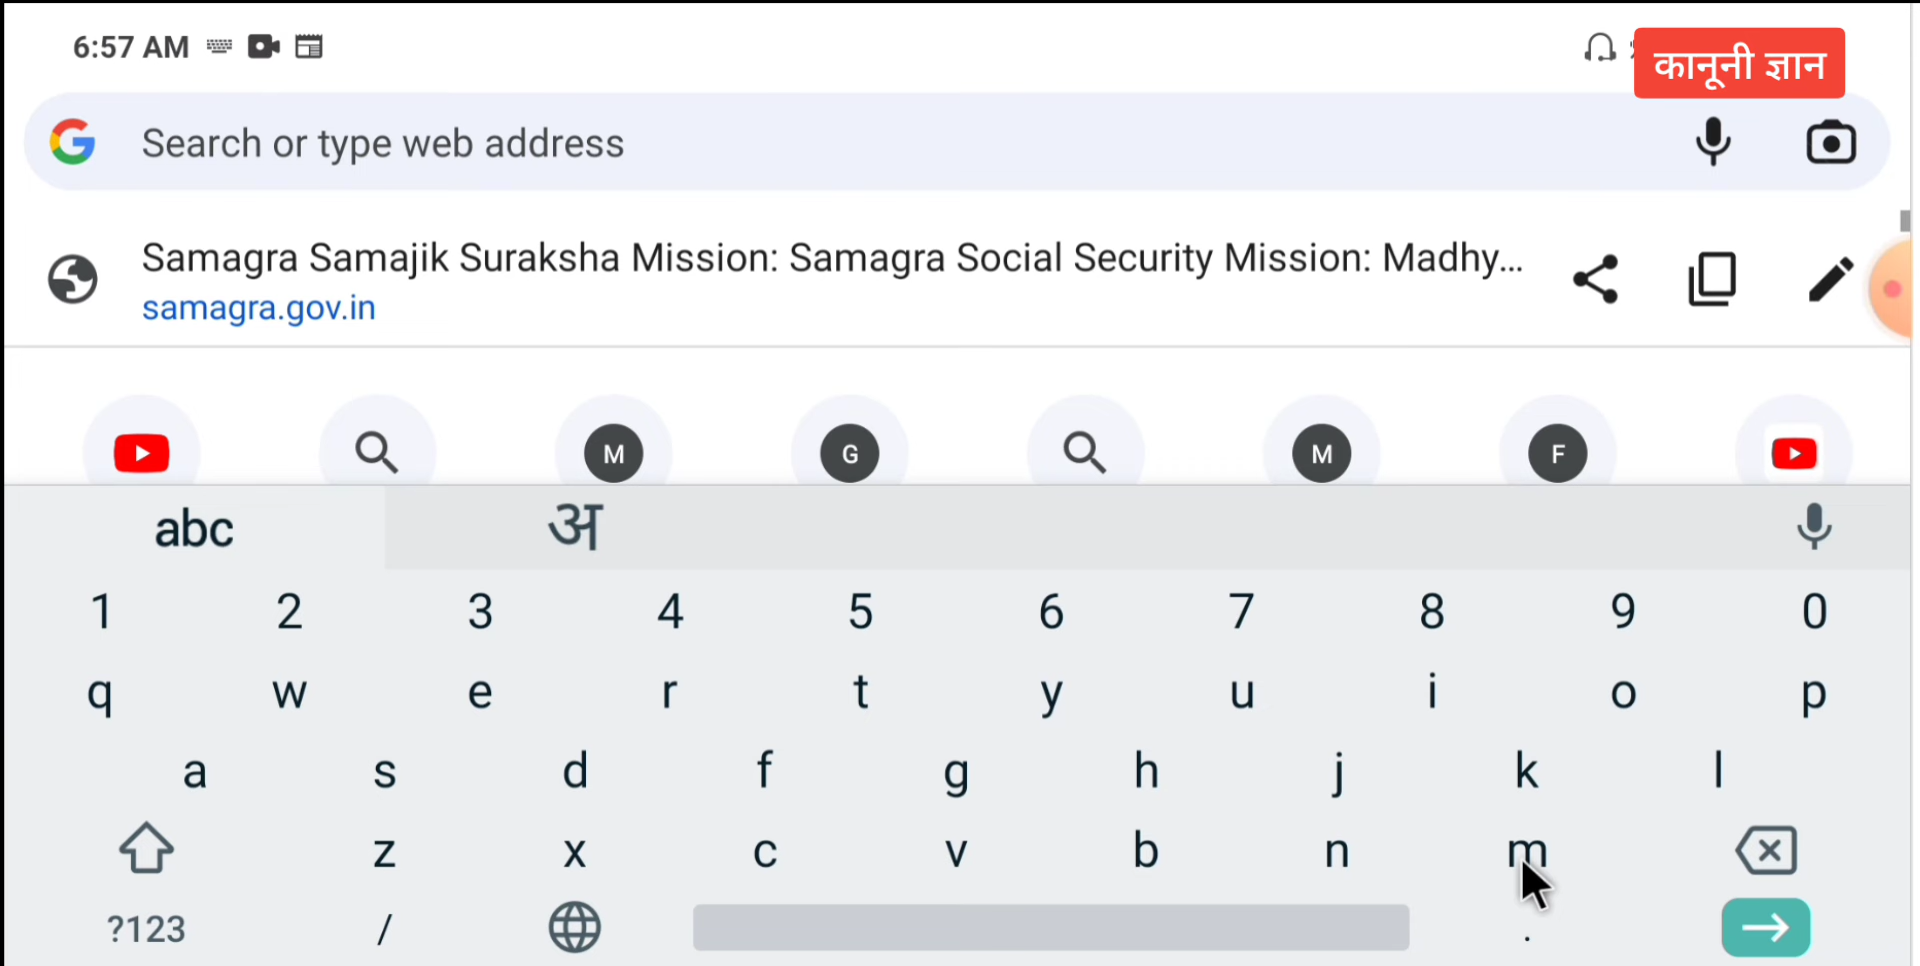 6:57 AM
कानूनी ज्ञान
Search or type web address
Samagra Samajik Suraksha Mission: Samagra Social Security Mission: Madhy...
samagra.gov.in
M G M F
abc अ
1 2 3 4 5 6 7 8 9 0
q w e r t y u i o p
a s d f g h j k l
z x c v b n m
?123 / .